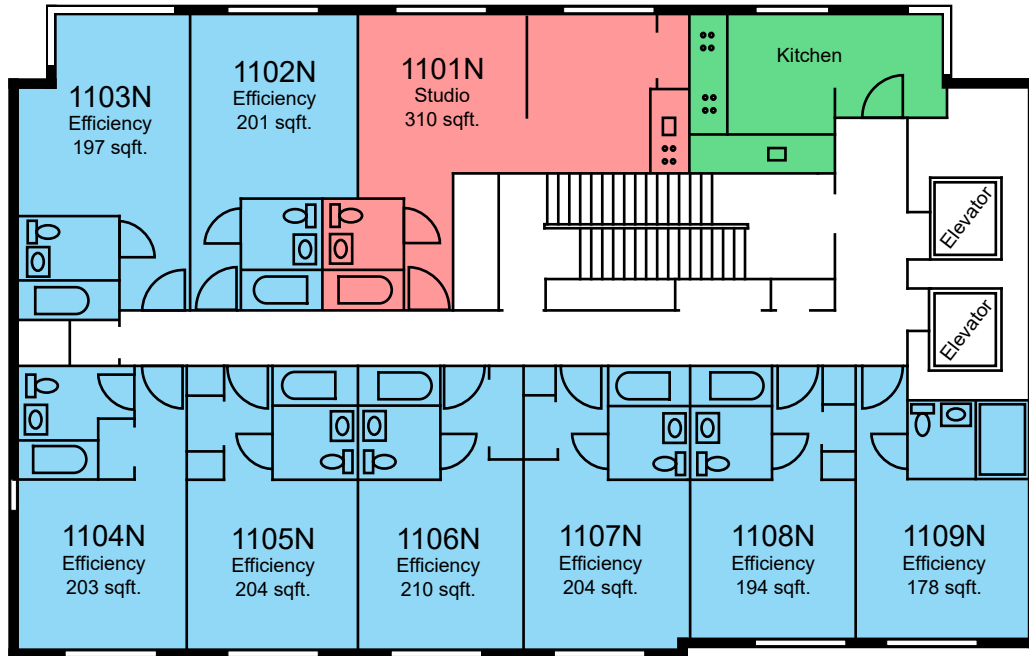 1103N
Efficiency
197 sqft.
1102N
Efficiency
201 sqft.
1101N
Studio
310 sqft.
Kitchen
Elevator
Elevator
1104N
Efficiency
203 sqft.
1105N
Efficiency
204 sqft.
1106N
Efficiency
210 sqft.
1107N
Efficiency
204 sqft.
1108N
Efficiency
194 sqft.
1109N
Efficiency
178 sqft.